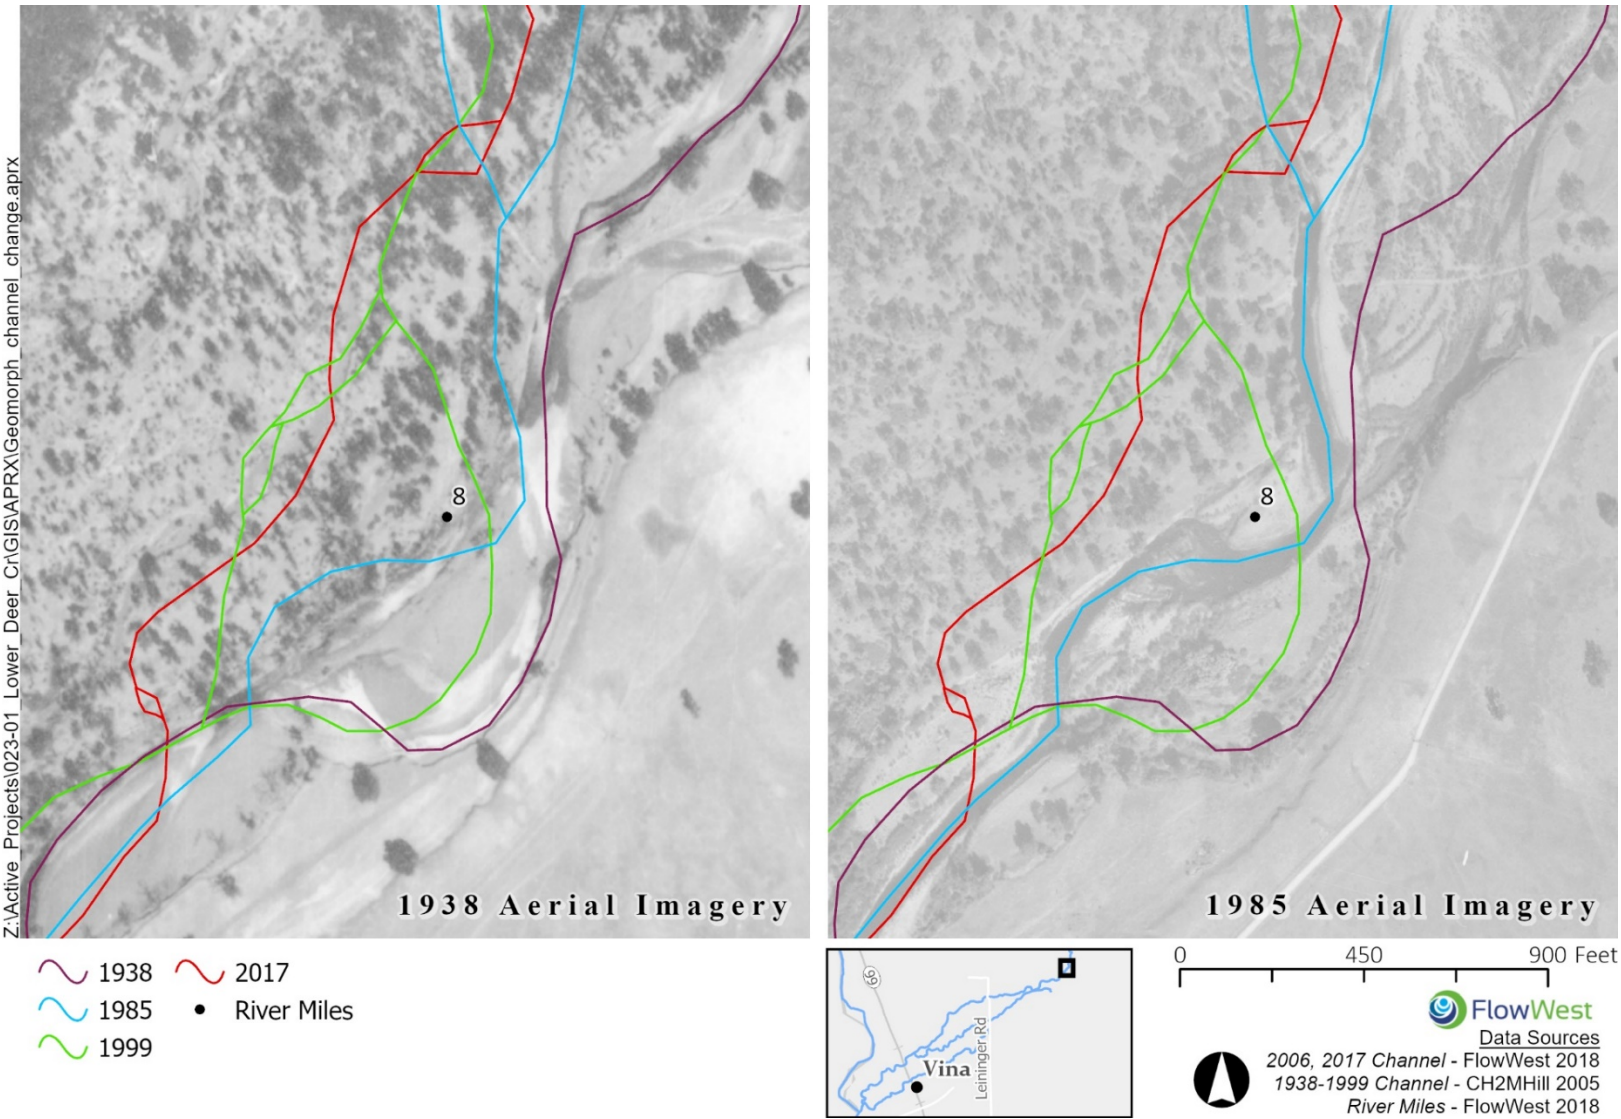 Z:\Active Projects\023-01_Lower_Deer_Cr\GIS\APRX\Geomorph_channel_change.aprx
8
1938 Aerial Imagery
8
1985 Aerial Imagery
1938
2017
1985
River Miles
1999
99
Leininger Rd
Vina
0 450 900 Feet
FlowWest
Data Sources
2006, 2017 Channel - FlowWest 2018
1938-1999 Channel - CH2MHill 2005
River Miles - FlowWest 2018